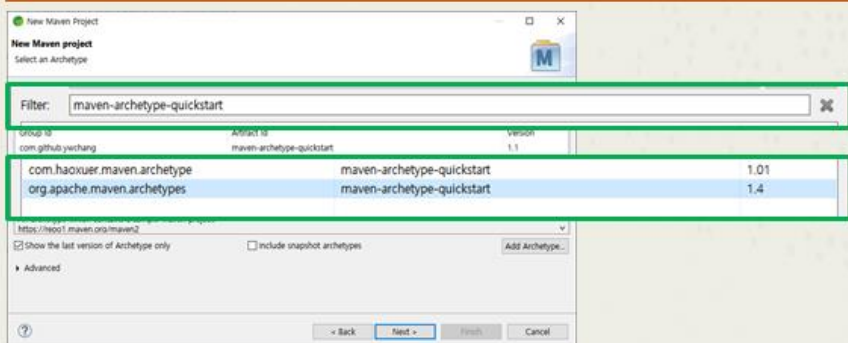 New Maven Project
New Maven project
Select an Archetype
M
Filter: maven-archetype-quickstart
Group Id Artifact Id Version
com.github.ywchang maven-archetype-quickstart 1.1
com.haoxuer.maven.archetype maven-archetype-quickstart 1.01
org.apache.maven.archetypes maven-archetype-quickstart 1.4
https://repo1.maven.org/maven2
Show the last version of Archetype only Include snapshot archetypes Add Archetype...
Advanced
? < Back Next > Finish Cancel